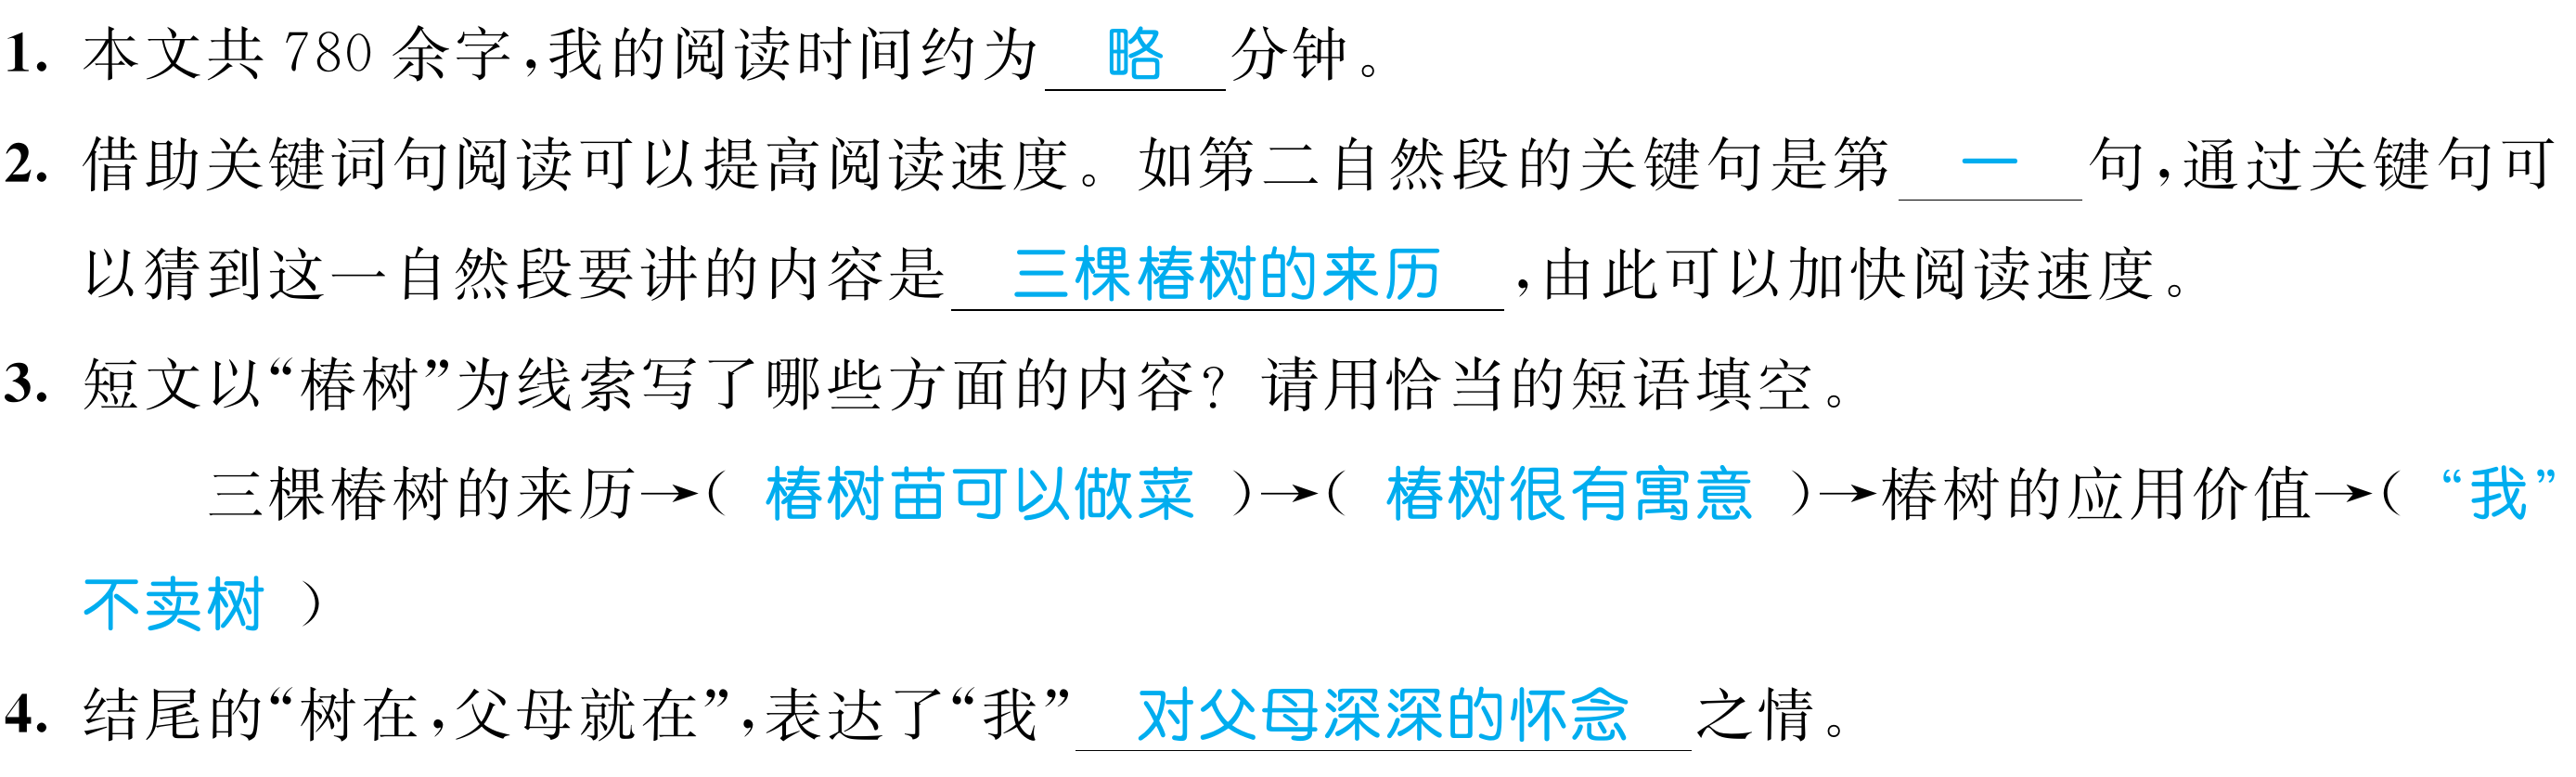 1. 本文共 780 余字,我的阅读时间约为 略 分钟。
2. 借助关键词句阅读可以提高阅读速度。如第二自然段的关键句是第 一 句,通过关键句可
以猜到这一自然段要讲的内容是 三棵椿树的来历 ,由此可以加快阅读速度。
3. 短文以“椿树”为线索写了哪些方面的内容? 请用恰当的短语填空。
三棵椿树的来历→( 椿树苗可以做菜 )→( 椿树很有寓意 )→椿树的应用价值→( “我”
不卖树 )
4. 结尾的“树在,父母就在”,表达了“我” 对父母深深的怀念 之情。